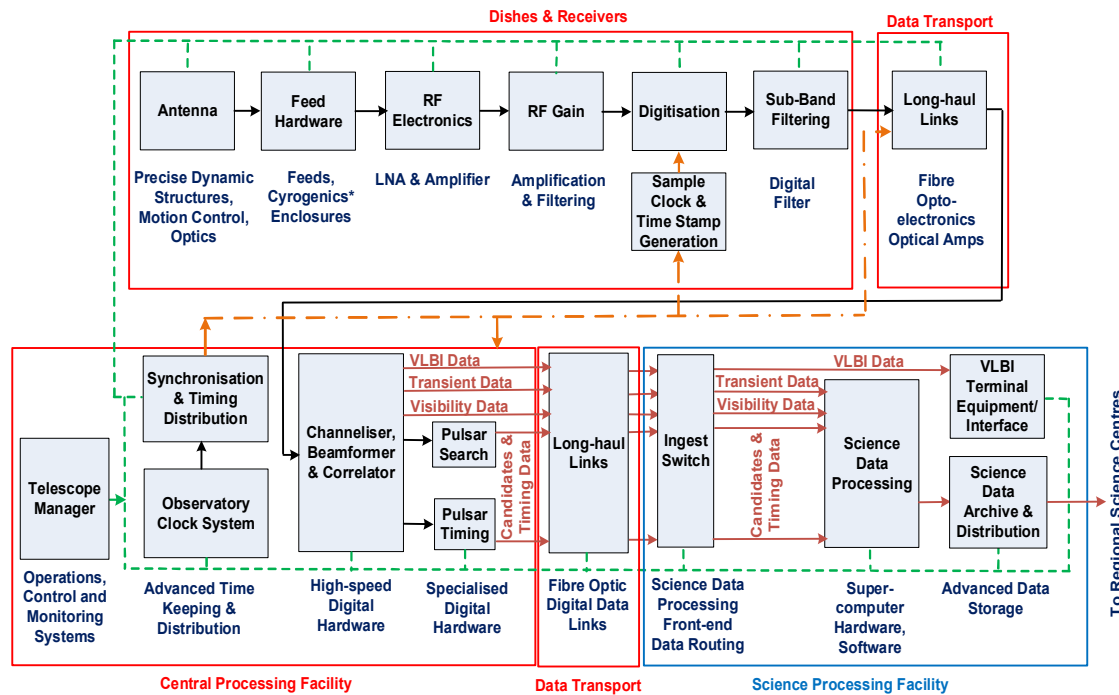 Dishes & Receivers
Data Transport
Antenna
Feed
Hardware
RF
Electronics
RF Gain
Digitisation
Sub-Band
Filtering
Long-haul
Links
Precise Dynamic
Structures,
Motion Control,
Optics
Feeds,
Cyrogenics*
Enclosures
LNA & Amplifier
Amplification
& Filtering
Sample
Clock &
Time Stamp
Generation
Digital
Filter
Fibre
Opto-
electronics
Optical Amps
Telescope
Manager
Operations,
Control and
Monitoring
Systems
Synchronisation
& Timing
Distribution
Observatory
Clock System
Advanced Time
Keeping &
Distribution
Channeliser,
Beamformer
& Correlator
High-speed
Digital
Hardware
VLBI Data
Transient Data
Visibility Data
Pulsar
Search
Pulsar
Timing
Candidates &
Timing Data
Specialised
Digital
Hardware
Long-haul
Links
Fibre Optic
Digital Data
Links
Ingest
Switch
Science Data
Processing
Front-end
Data Routing
VLBI Data
Transient Data
Visibility Data
Candidates &
Timing Data
Science
Data
Processing
Super-
computer
Hardware,
Software
VLBI
Terminal
Equipment/
Interface
Science
Data
Archive &
Distribution
Advanced Data
Storage
To Regional Science Centres
Central Processing Facility
Data Transport
Science Processing Facility